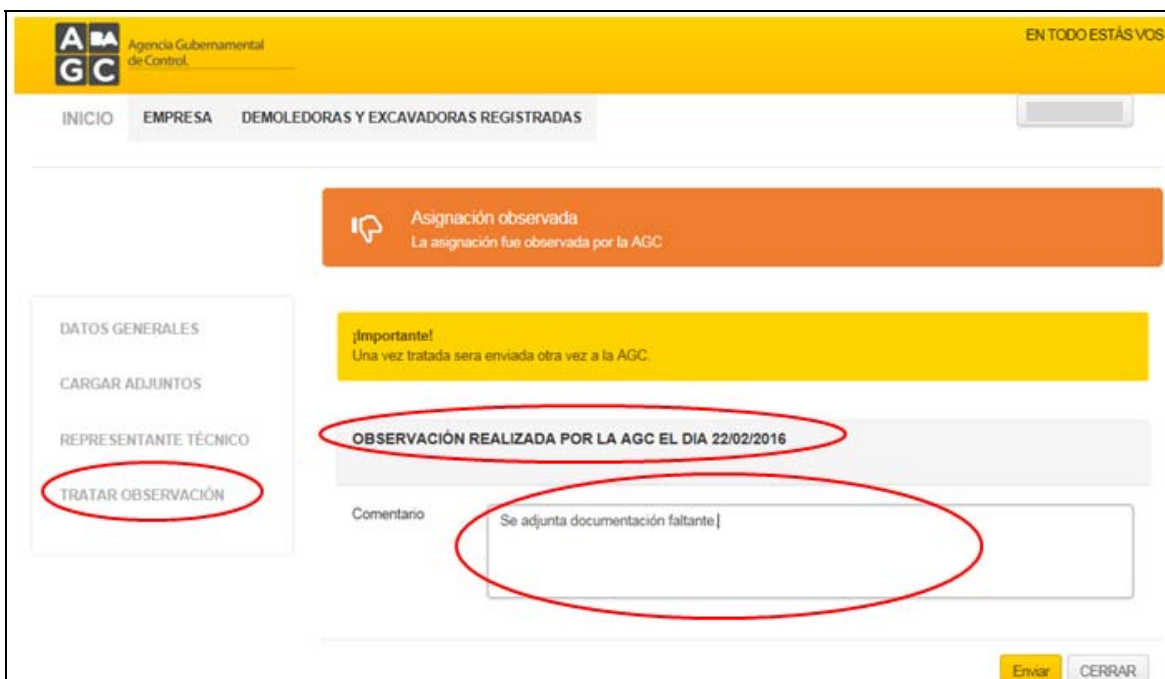 A BA
G C
Agencia Gubernamental
de Control.
EN TODO ESTÁS VOS
INICIO EMPRESA DEMOLEDORAS Y EXCAVADORAS REGISTRADAS
Asignación observada
La asignación fue observada por la AGC
DATOS GENERALES
CARGAR ADJUNTOS
REPRESENTANTE TÉCNICO
TRATAR OBSERVACIÓN
¡Importante!
Una vez tratada sera enviada otra vez a la AGC.
OBSERVACIÓN REALIZADA POR LA AGC EL DIA 22/02/2016
Comentario
Se adjunta documentación faltante.
Enviar CERRAR